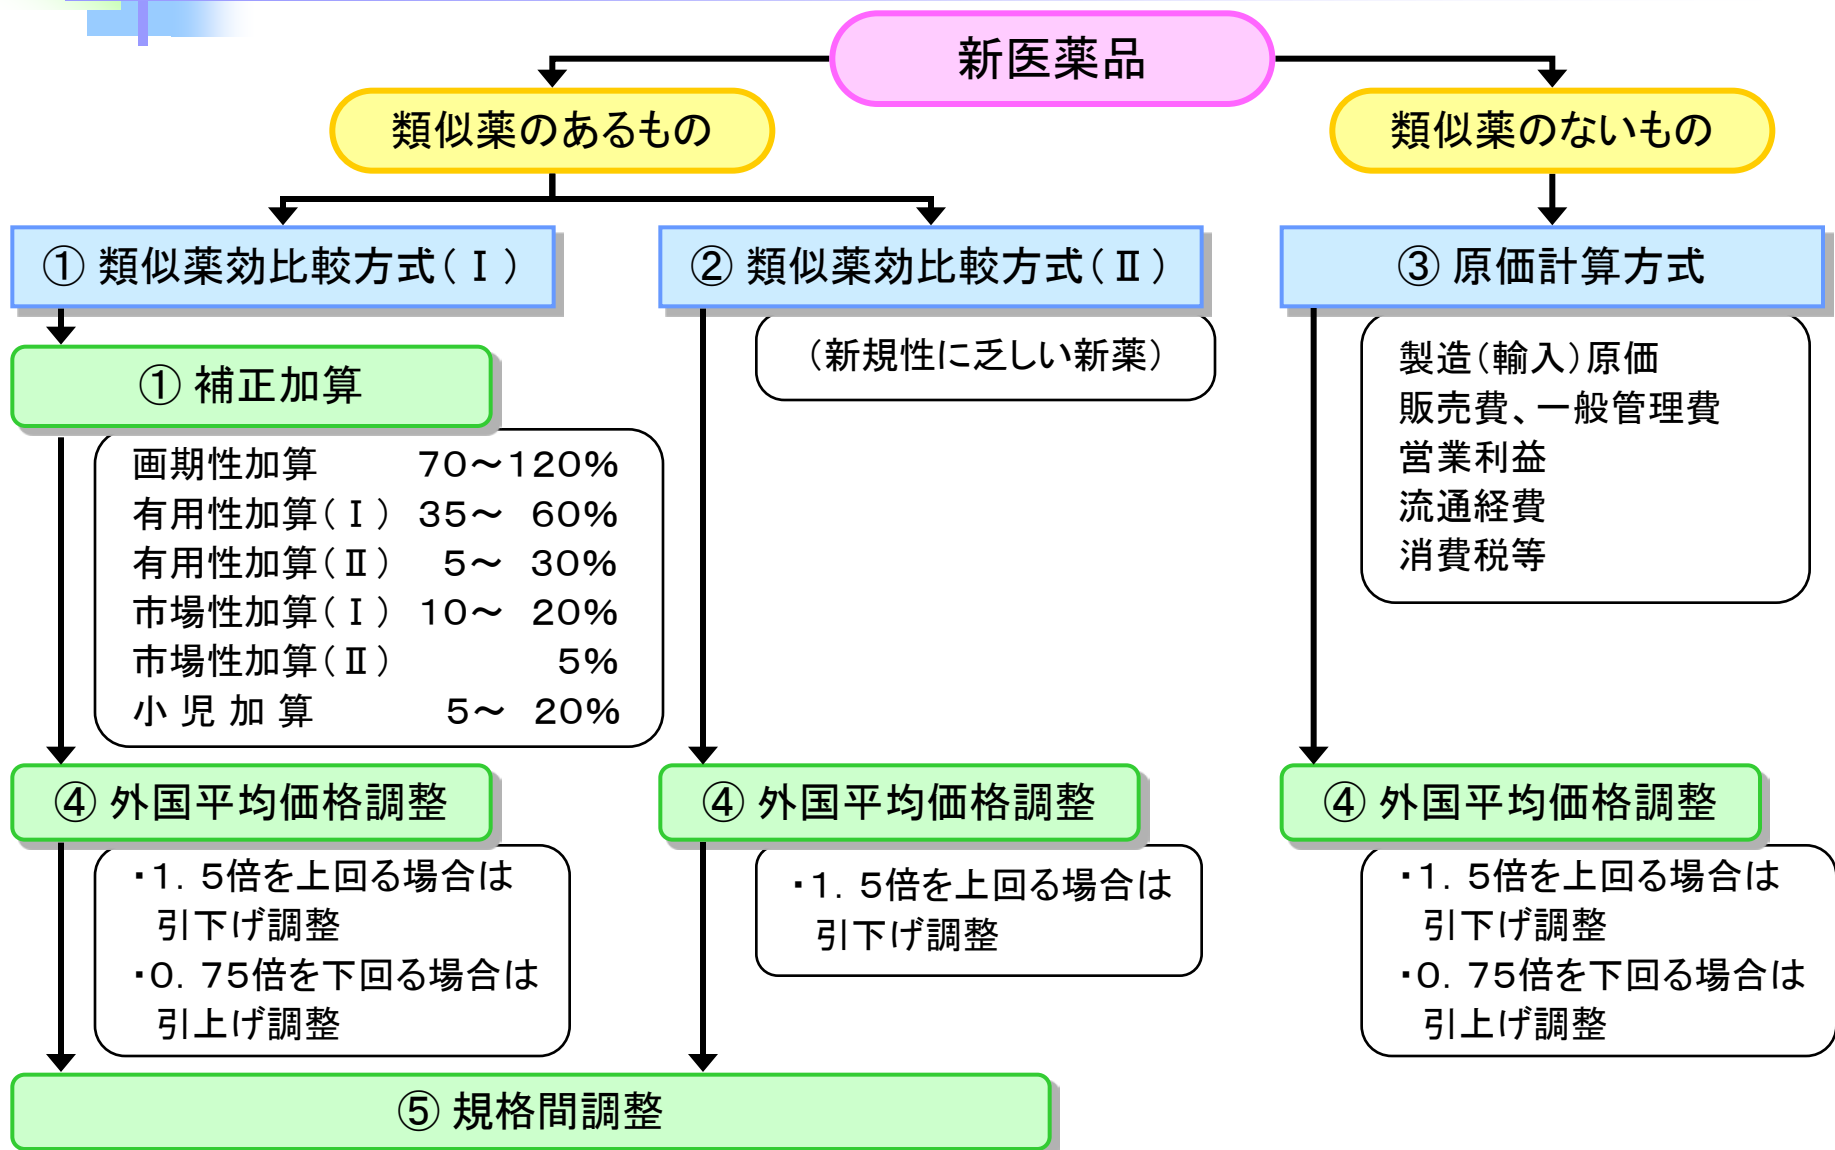 新医薬品
類似薬のあるもの
類似薬のないもの
① 類似薬効比較方式(Ⅰ)
② 類似薬効比較方式(Ⅱ)
③ 原価計算方式
(新規性に乏しい新薬)
① 補正加算
画期性加算 70～120%
有用性加算(Ⅰ) 35～ 60%
有用性加算(Ⅱ) 5～ 30%
市場性加算(Ⅰ) 10～ 20%
市場性加算(Ⅱ) 5%
小 児 加 算 5～ 20%
製造(輸入)原価
販売費、一般管理費
営業利益
流通経費
消費税等
④ 外国平均価格調整
・1．5倍を上回る場合は
引下げ調整
・0．75倍を下回る場合は
引上げ調整
④ 外国平均価格調整
・1．5倍を上回る場合は
引下げ調整
④ 外国平均価格調整
・1．5倍を上回る場合は
引下げ調整
・0．75倍を下回る場合は
引上げ調整
⑤ 規格間調整